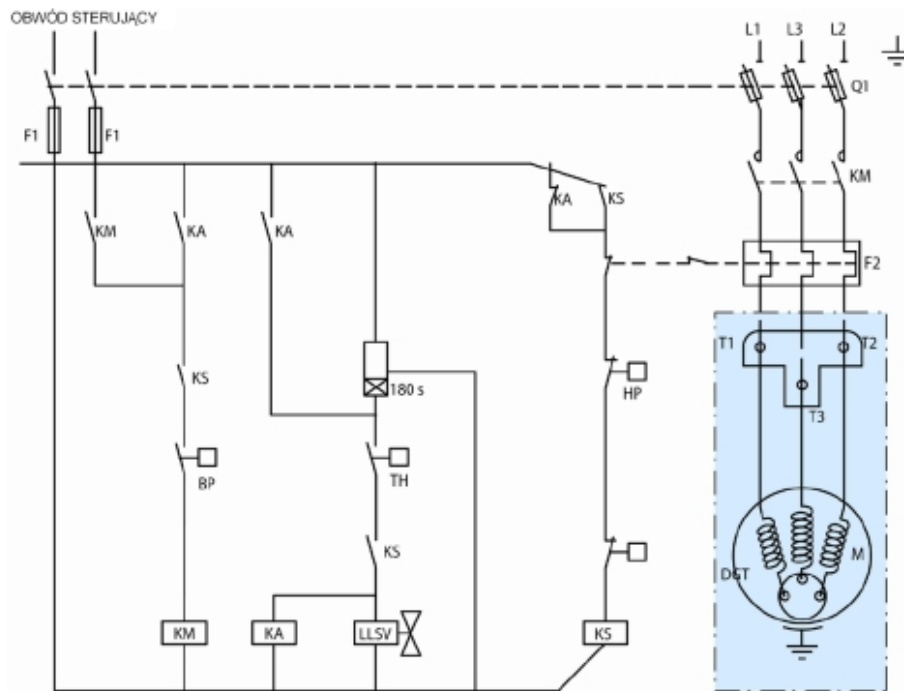 OBWÓD STERUJĄCY
L1 L3 L2
Q1
F1 F1
KM
KA KS
KM KA KA
F2
T1 T2
KS
180 s
HP
T3
BP TH
KS
DGT M
KM KA LLSV KS